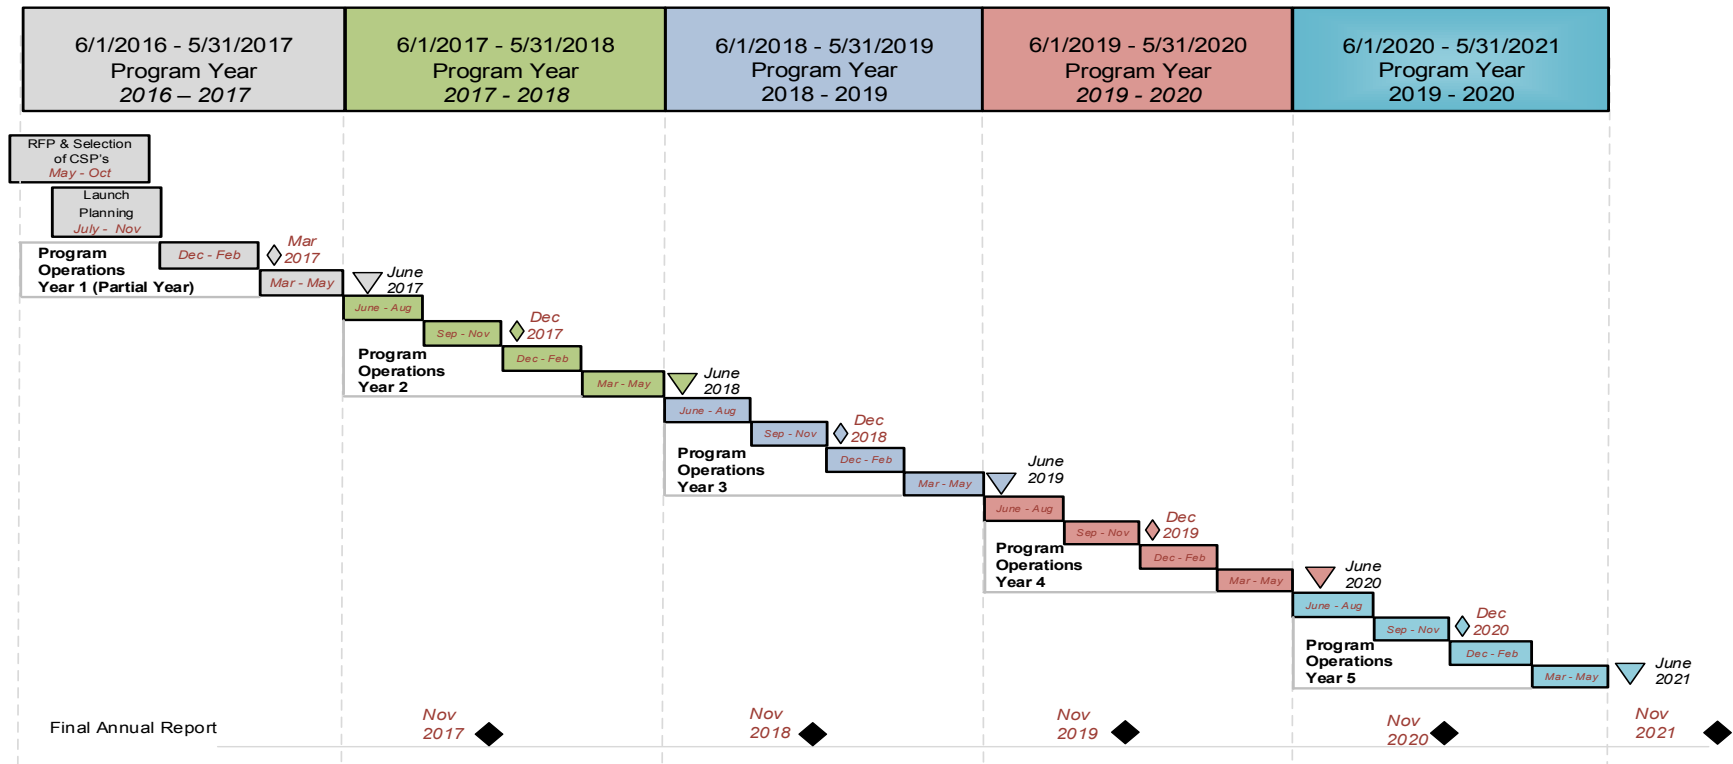 6/1/2016 - 5/31/2017
Program Year
2016 – 2017
6/1/2017 - 5/31/2018
Program Year
2017 - 2018
6/1/2018 - 5/31/2019
Program Year
2018 - 2019
6/1/2019 - 5/31/2020
Program Year
2019 - 2020
6/1/2020 - 5/31/2021
Program Year
2019 - 2020
RFP & Selection
of CSP's
May - Oct
Launch
Planning
July - Nov
Program
Operations
Year 1 (Partial Year)
Dec - Feb
Mar
2017
Mar - May
June
2017
June - Aug
Sep - Nov
Dec
2017
Program
Operations
Year 2
Dec - Feb
Mar - May
June
2018
June - Aug
Sep - Nov
Dec
2018
Program
Operations
Year 3
Dec - Feb
Mar - May
June
2019
June - Aug
Sep - Nov
Dec
2019
Program
Operations
Year 4
Dec - Feb
Mar - May
June
2020
June - Aug
Sep - Nov
Dec
2020
Program
Operations
Year 5
Dec - Feb
Mar - May
June
2021
Final Annual Report
Nov
2017
Nov
2018
Nov
2019
Nov
2020
Nov
2021